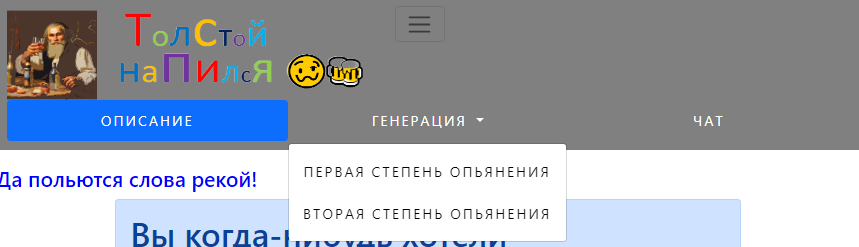 ТолСтой
наПилсЯ
ОПИСАНИЕ
ГЕНЕРАЦИЯ
ЧАТ
ПЕРВАЯ СТЕПЕНЬ ОПЬЯНЕНИЯ
ВТОРАЯ СТЕПЕНЬ ОПЬЯНЕНИЯ
Да польются слова рекой!
Вы когда-нибудь хотели